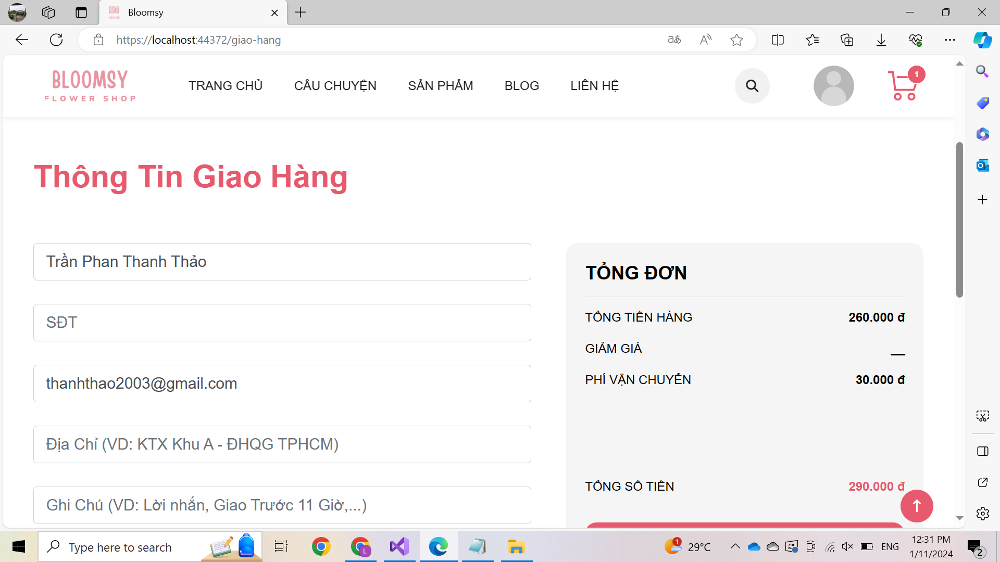 Bloomsy
https://localhost:44372/giao-hang
BLOOMSY
FLOWER SHOP
TRANG CHỦ
CÂU CHUYỆN
SẢN PHẨM
BLOG
LIÊN HỆ
1
Thông Tin Giao Hàng
Trần Phan Thanh Thảo
SĐT
thanhthao2003@gmail.com
Địa Chỉ (VD: KTX Khu A - ĐHQG TPHCM)
Ghi Chú (VD: Lời nhắn, Giao Trước 11 Giờ,...)
TỔNG ĐƠN
TỔNG TIỀN HÀNG 260.000 đ
GIẢM GIÁ __
PHÍ VẬN CHUYỂN 30.000 đ
TỔNG SỐ TIỀN 290.000 đ
Type here to search
L
1
29°C
ENG
12:31 PM
1/11/2024
2